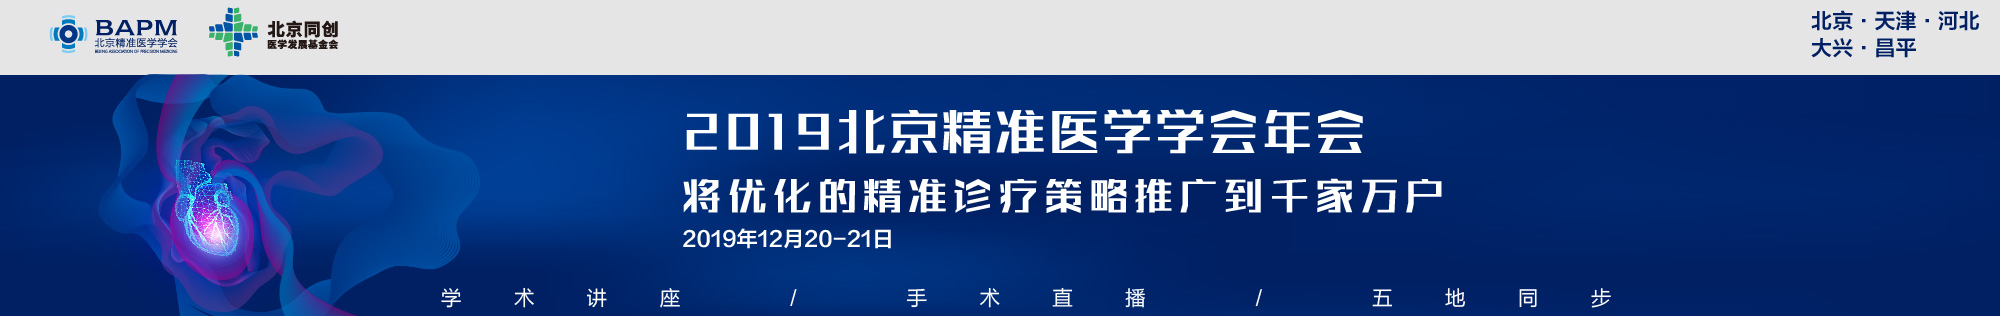 BAPM
北京精准医学学会
BEIJING ASSOCIATION OF PRECISION MEDICINE
北京同创
医学发展基金会
北京·天津·河北
大兴·昌平
2019北京精准医学学会年会
将优化的精准诊疗策略推广到千家万户
2019年12月20-21日
学术讲座 / 手术直播 / 五地同步